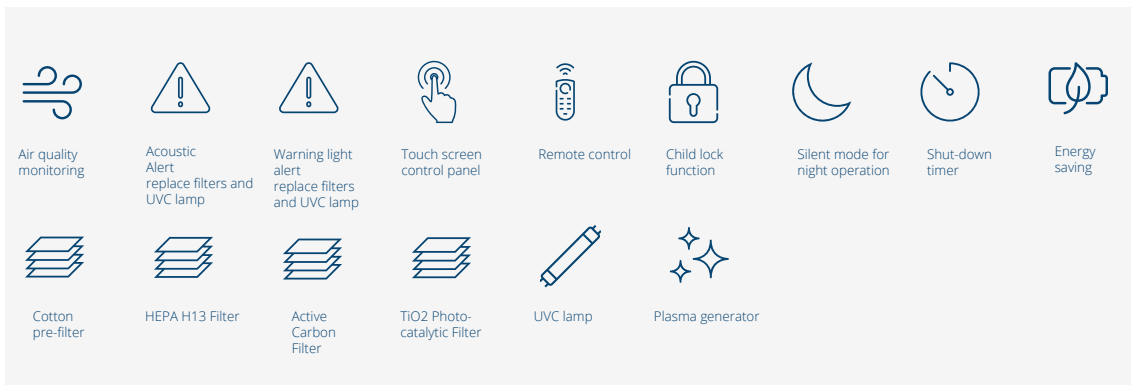 Air quality
monitoring
Acoustic
Alert
replace filters and
UVC lamp
Warning light
alert
replace filters
and UVC lamp
Touch screen
control panel
Remote control
Child lock
function
Silent mode for
night operation
Shut-down
timer
Energy
saving
Cotton
pre-filter
HEPA H13 Filter
Active
Carbon
Filter
TiO2 Photo-
catalytic Filter
UVC lamp
Plasma generator